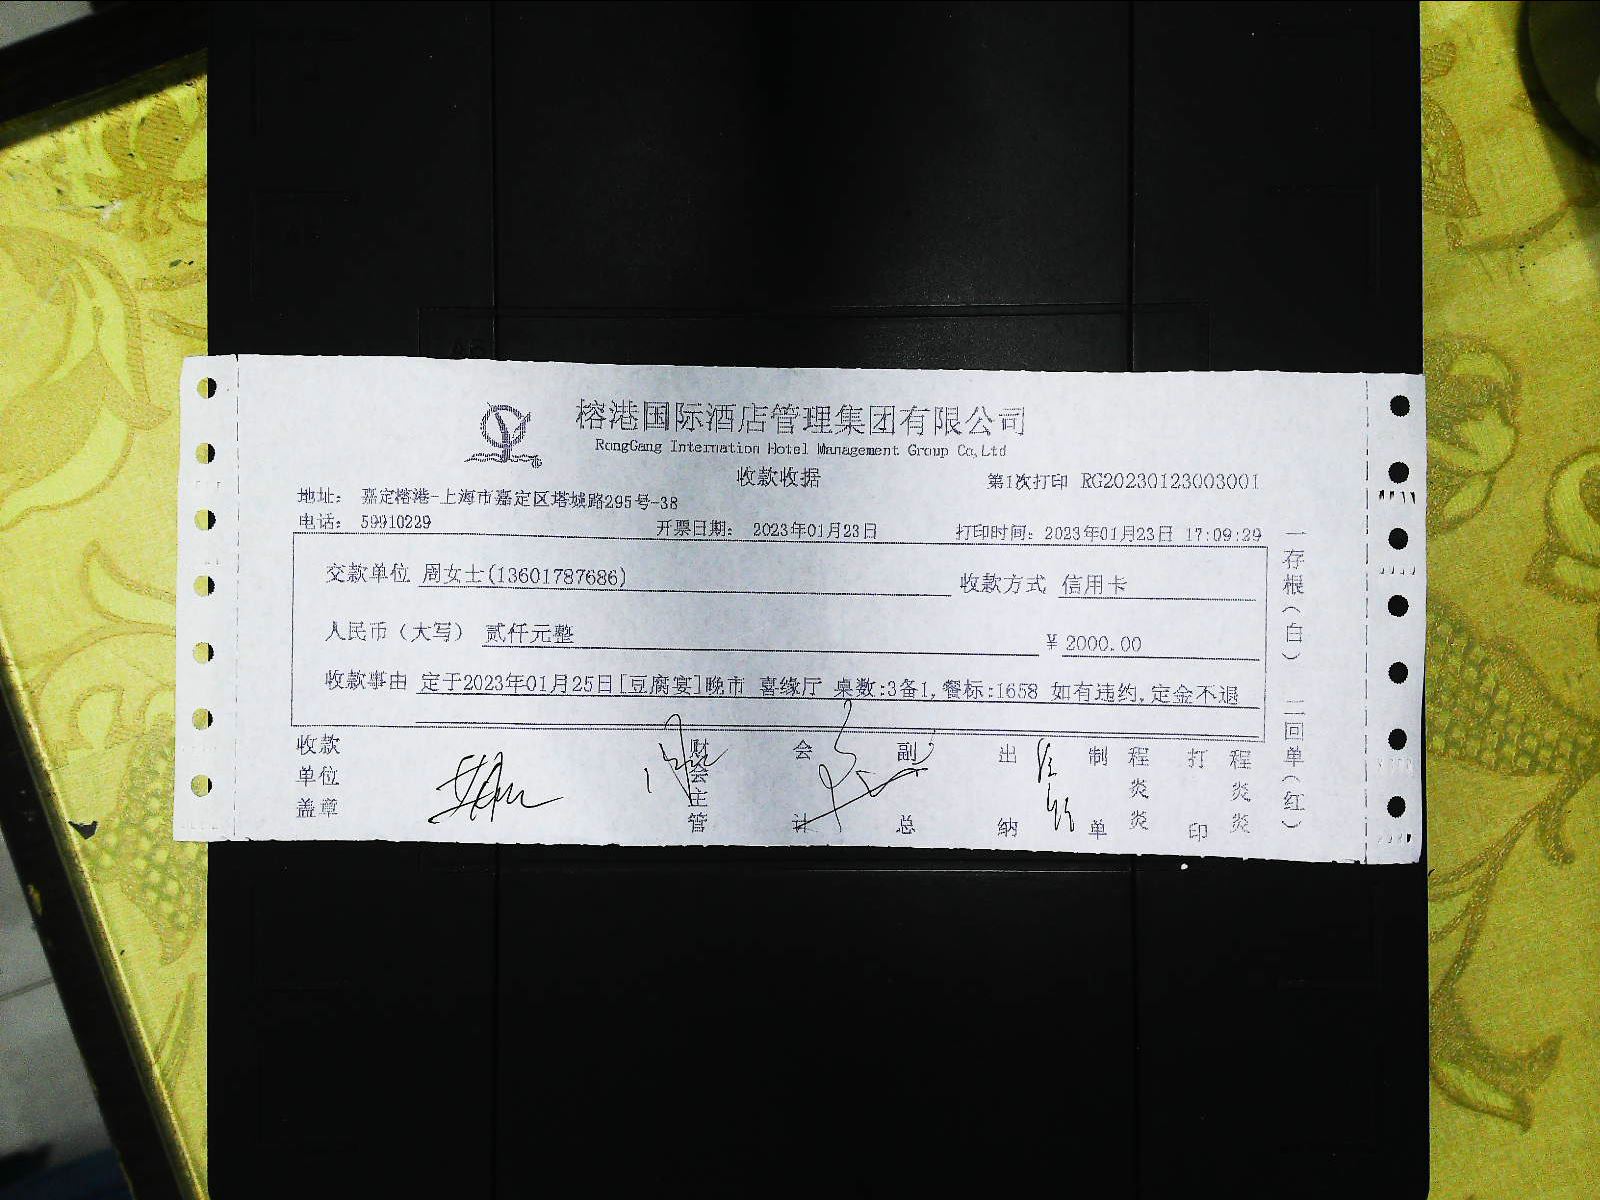 榕港国际酒店管理集团有限公司
RongGang Internation Hotel Management Group Co,Ltd
收款收据
第1次打印 RG20230123003001
地址： 嘉定榕港-上海市嘉定区塔城路295号-38
电话： 59910229 开票日期： 2023年01月23日 打印时间：2023年01月23日 17:09:29
交款单位 周女士(13601787686) 收款方式 信用卡
人民币（大写） 贰仟元整 ￥2000.00
收款事由 定于2023年01月25日[豆腐宴]晚市 喜缘厅 桌数:3备1,餐标:1658 如有违约,定金不退
收款单位盖章 财会主管 会计 副总 出纳 制单 程炎炎 打印 程炎炎
一存根（白） 二回单（红）